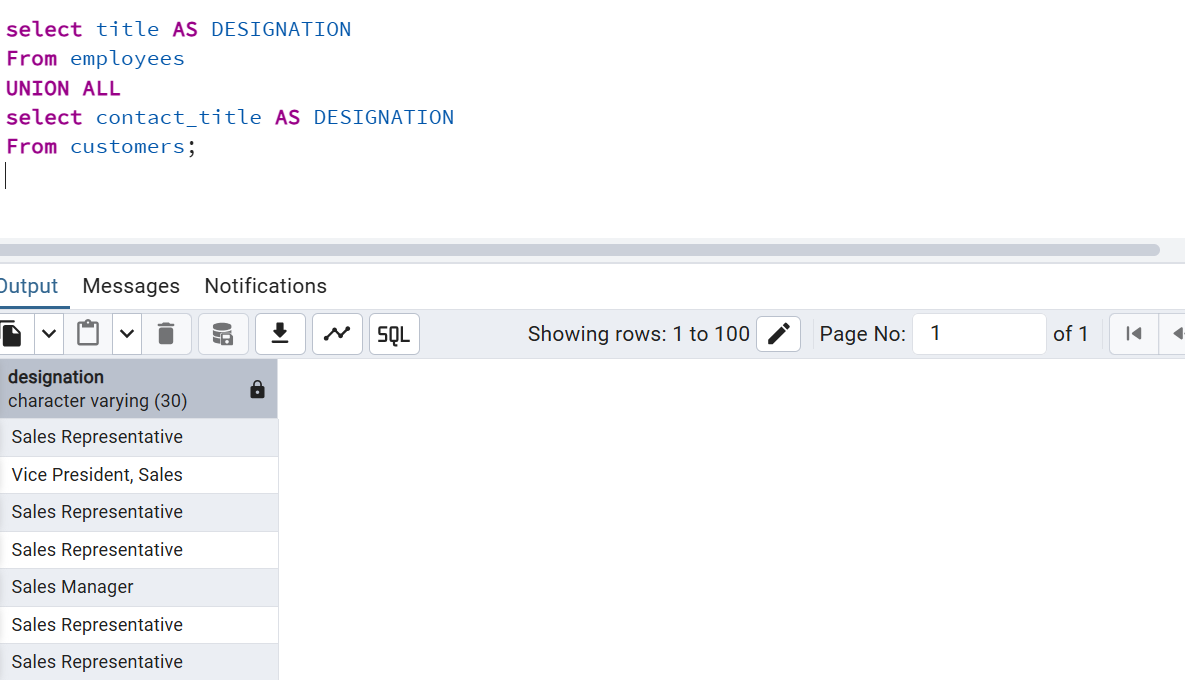 select title AS DESIGNATION
From employees
UNION ALL
select contact_title AS DESIGNATION
From customers;
Output Messages Notifications
SQL Showing rows: 1 to 100 Page No: 1 of 1
designation
character varying (30)
Sales Representative
Vice President, Sales
Sales Representative
Sales Representative
Sales Manager
Sales Representative
Sales Representative